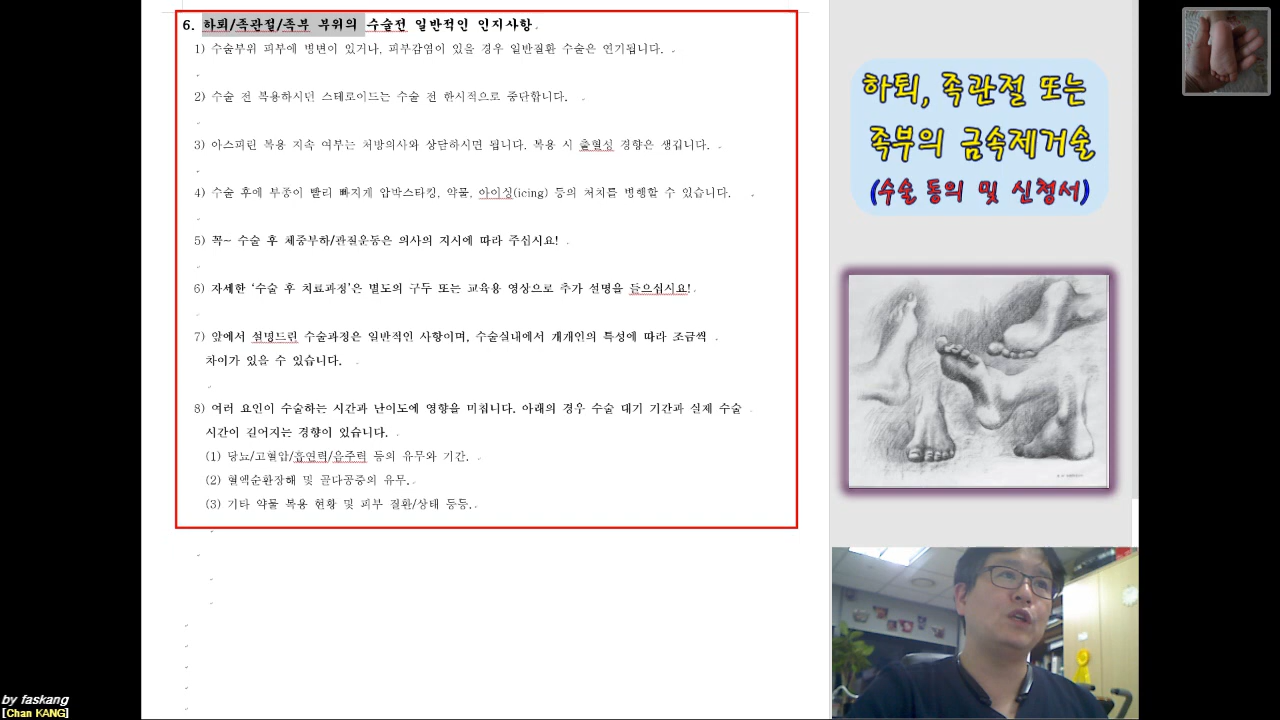 6. 하퇴/족관절/족부 부위의 수술전 일반적인 인지사항
1) 수술부위 피부에 병변이 있거나, 피부감염이 있을 경우 일반질환 수술은 연기됩니다.
2) 수술 전 복용하시던 스테로이드는 수술 전 한시적으로 중단합니다.
3) 아스피린 복용 지속 여부는 처방의사와 상담하시면 됩니다. 복용 시 출혈성 경향은 생깁니다.
4) 수술 후에 부종이 빨리 빠지게 압박스타킹, 약물, 아이싱(icing) 등의 처치를 병행할 수 있습니다.
5) 꼭~ 수술 후 체중부하/관절운동은 의사의 지시에 따라 주십시요!
6) 자세한 '수술 후 치료과정'은 별도의 구두 또는 교육용 영상으로 추가 설명을 들으십시요!
7) 앞에서 설명드린 수술과정은 일반적인 사항이며, 수술실내에서 개개인의 특성에 따라 조금씩
차이가 있을 수 있습니다.
8) 여러 요인이 수술하는 시간과 난이도에 영향을 미칩니다. 아래의 경우 수술 대기 기간과 실제 수술
시간이 길어지는 경향이 있습니다.
(1) 당뇨/고혈압/흡연력/음주력 등의 유무와 기간.
(2) 혈액순환장해 및 골다공증의 유무.
(3) 기타 약물 복용 현황 및 피부 질환/상태 등등.
하퇴, 족관절 또는
족부의 금속제거술
(수술 동의 및 신청서)
by faskang
[Chan KANG]